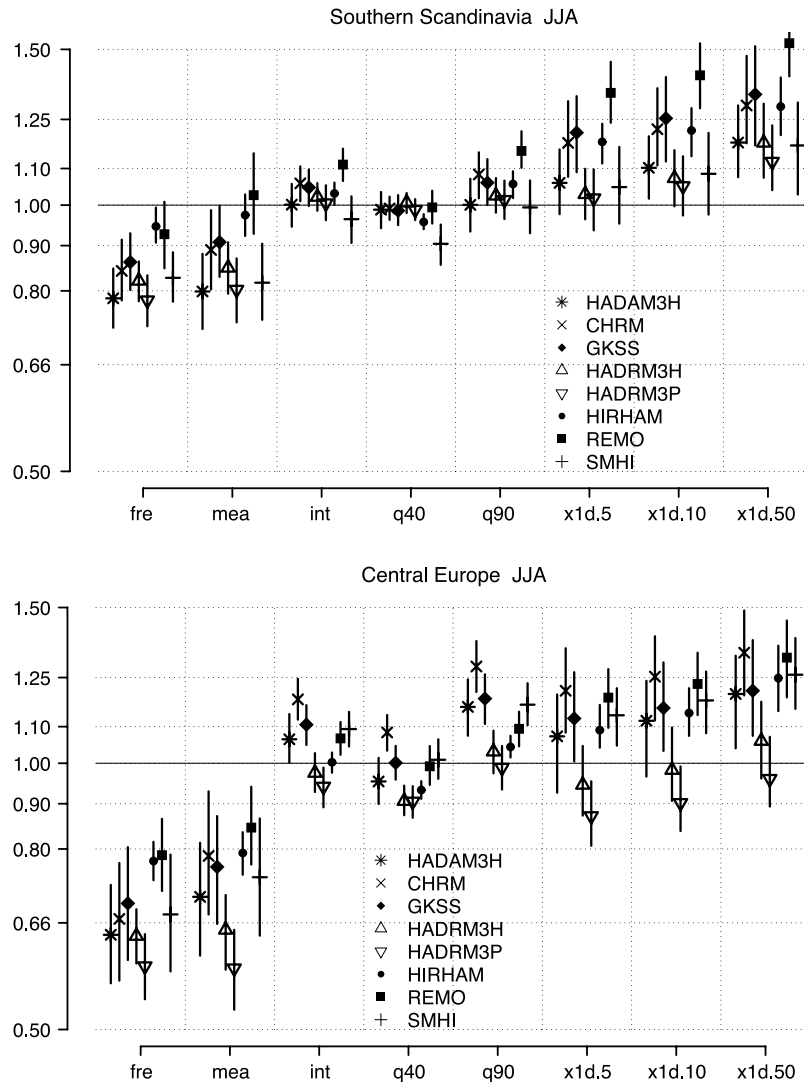 Southern Scandinavia JJA
1.50
1.25
1.10
1.00
0.90
0.80
0.66
0.50
HADAM3H
CHRM
GKSS
HADRM3H
HADRM3P
HIRHAM
REMO
SMHI
fre mea int q40 q90 x1d.5 x1d.10 x1d.50
Central Europe JJA
1.50
1.25
1.10
1.00
0.90
0.80
0.66
0.50
HADAM3H
CHRM
GKSS
HADRM3H
HADRM3P
HIRHAM
REMO
SMHI
fre mea int q40 q90 x1d.5 x1d.10 x1d.50